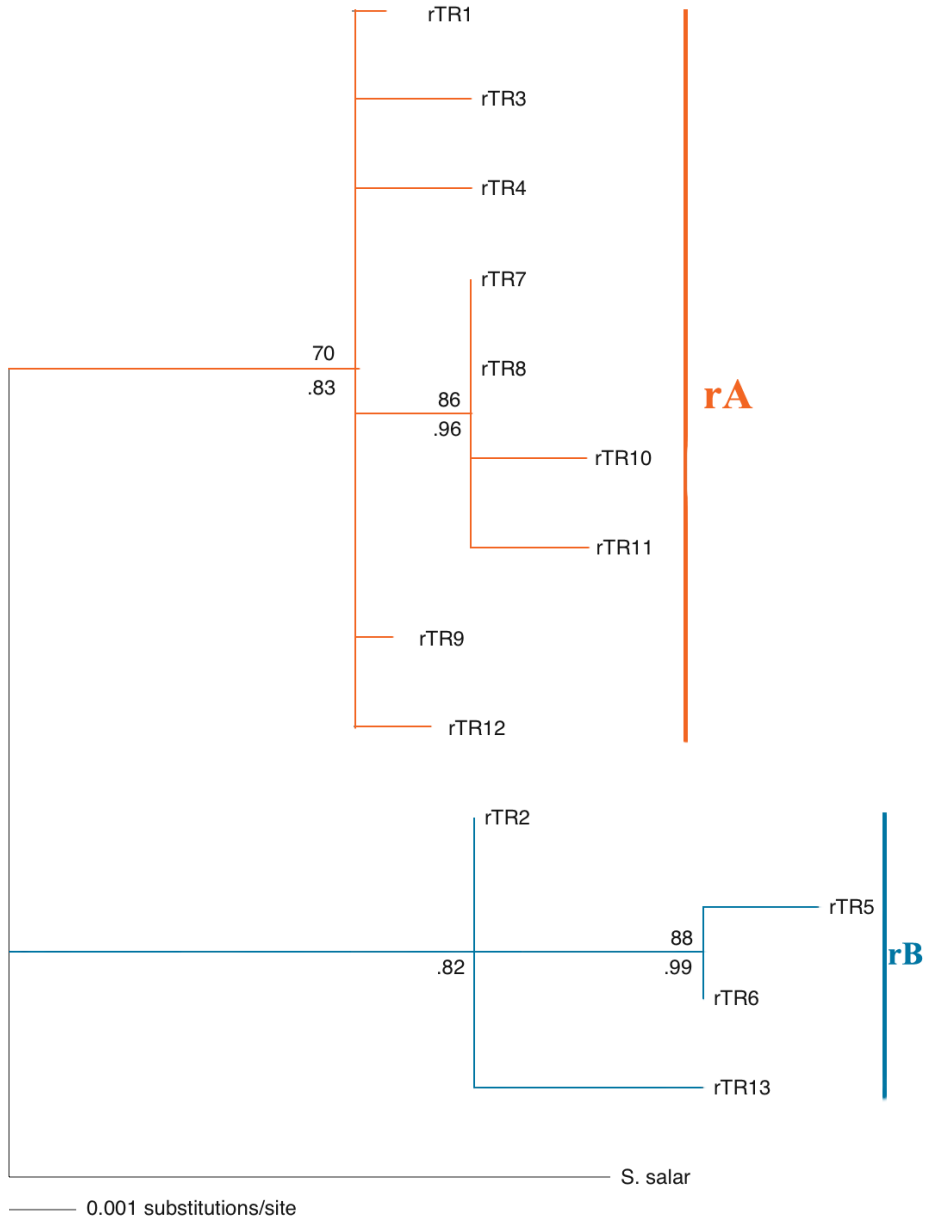 rTR1
rTR3
rTR4
rTR7
70
rTR8
.83
86
rA
.96
rTR10
rTR11
rTR9
rTR12
rTR2
rTR5
88
rB
.82
.99
rTR6
rTR13
S. salar
0.001 substitutions/site